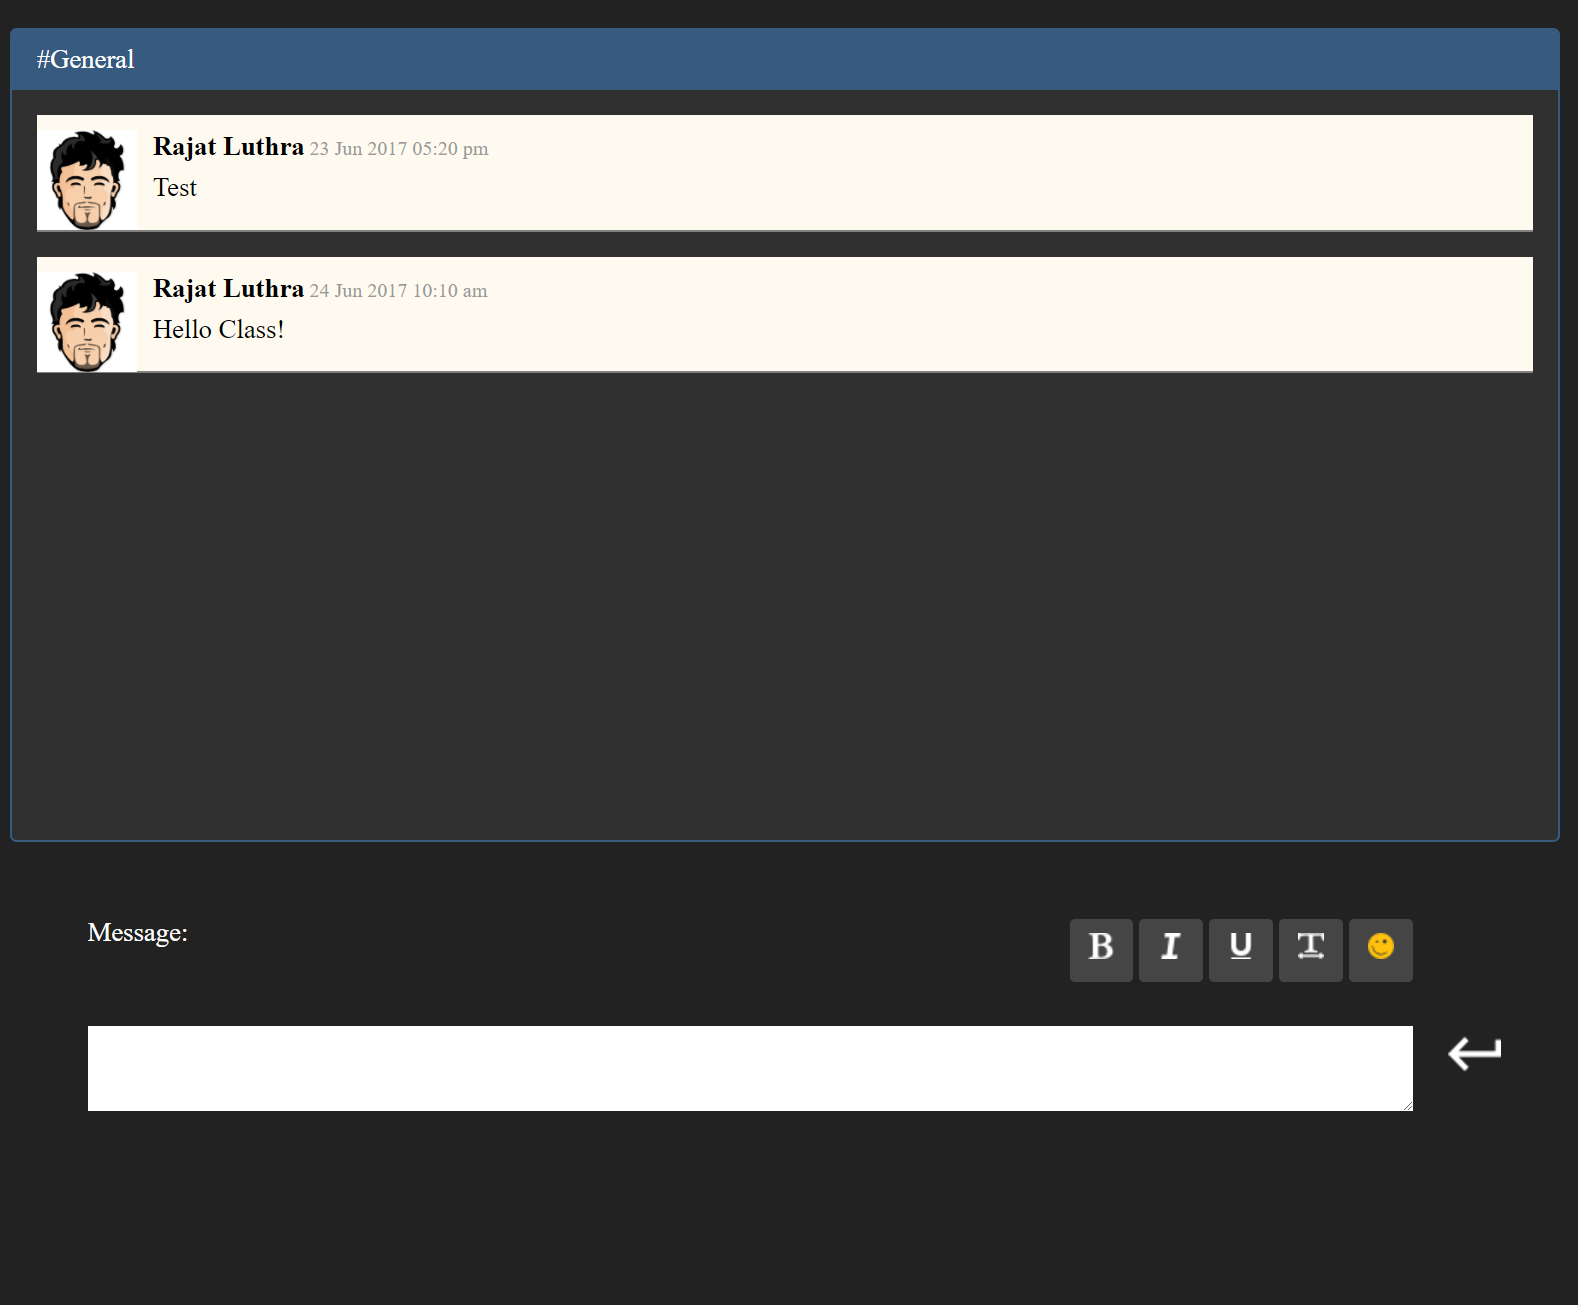 #General
Rajat Luthra 23 Jun 2017 05:20 pm
Test
Rajat Luthra 24 Jun 2017 10:10 am
Hello Class!
Message:
B I U T